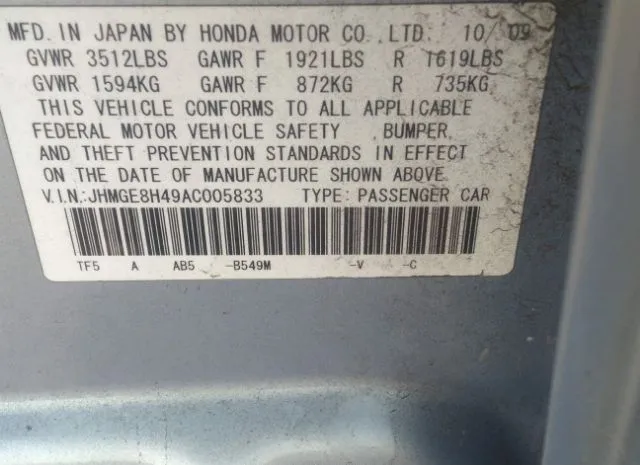 MFD. IN JAPAN BY HONDA MOTOR CO.,LTD. 10/ 09
GVWR 3512LBS GAWR F 1921LBS R 1619LBS
GVWR 1594KG GAWR F 872KG R 735KG
THIS VEHICLE CONFORMS TO ALL APPLICABLE
FEDERAL MOTOR VEHICLE SAFETY ,BUMPER,
AND THEFT PREVENTION STANDARDS IN EFFECT
ON THE DATE OF MANUFACTURE SHOWN ABOVE.
V.I.N.:JHMGE8H49AC005833 TYPE: PASSENGER CAR
TF5 A AB5 -B549M -V -C